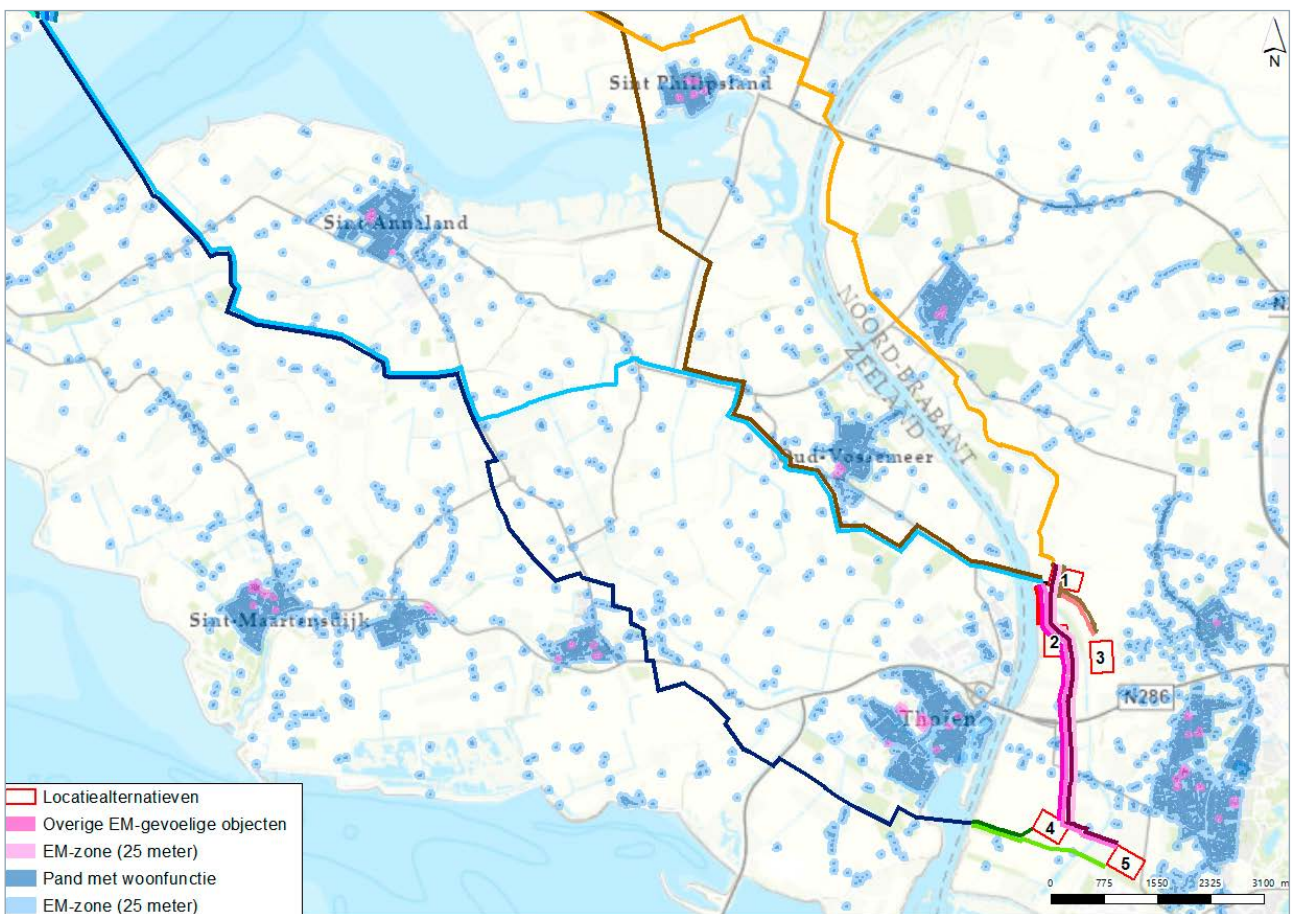 N
Sint Philipsland
Sint-Annaland
NOORD-BRABANT
ZEELAND
Oud-Vossemeer
1
2
3
Sint-Maartensdijk
N286
Tholen
4
5
Locatiealternatieven
Overige EM-gevoelige objecten
EM-zone (25 meter)
Pand met woonfunctie
EM-zone (25 meter)
0 775 1550 2325 3100 m